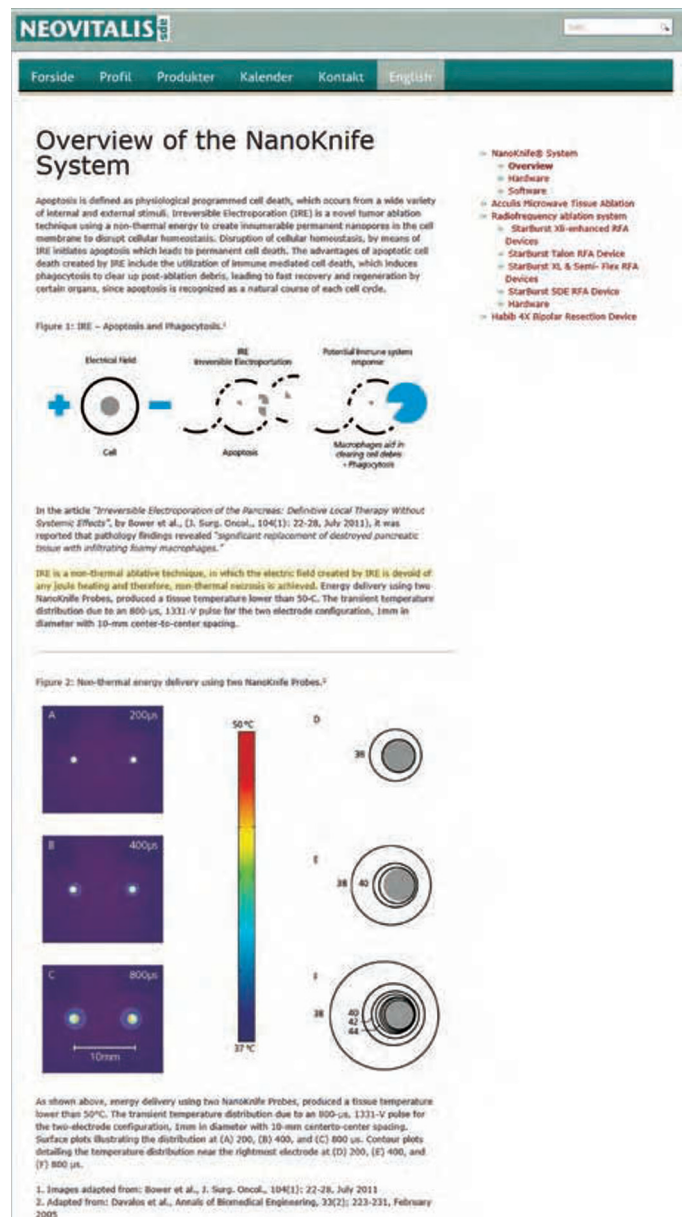 NEOVITALIS aps
Forside Profil Produkter Kalender Kontakt English
Overview of the NanoKnife
System
Apoptosis is defined as physiological programmed cell death, which occurs from a wide variety
of internal and external stimuli. Irreversible Electroporation (IRE) is a novel tumor ablation
technique using a non-thermal energy to create innumerable permanent nanopores in the cell
membrane to disrupt cellular homeostasis. Disruption of cellular homeostasis, by means of
IRE initiates apoptosis which leads to permanent cell death. The advantages of apoptotic cell
death created by IRE include the utilization of immune mediated cell death, which induces
phagocytosis to clear up post-ablation debris, leading to fast recovery and regeneration by
certain organs, since apoptosis is recognized as a natural course of each cell cycle.
Figure 1: IRE – Apoptosis and Phagocytosis.¹
Electrical Field
Cell
IRE
Irreversible Electroportation
Apoptosis
Potential Immune system
response
Macrophages aid in
clearing cell debris
- Phagocytosis
In the article "Irreversible Electroporation of the Pancreas: Definitive Local Therapy Without
Systemic Effects", by Bower et al., (J. Surg. Oncol., 104(1): 22-28, July 2011), it was
reported that pathology findings revealed "significant replacement of destroyed pancreatic
tissue with infiltrating foamy macrophages."
IRE is a non-thermal ablative technique, in which the electric field created by IRE is devoid of
any joule heating and therefore, non-thermal necrosis is achieved. Energy delivery using two
NanoKnife Probes, produced a tissue temperature lower than 50-C. The transient temperature
distribution due to an 800-µs, 1331-V pulse for the two electrode configuration, 1mm in
diameter with 10-mm center-to-center spacing.
Figure 2: Non-thermal energy delivery using two NanoKnife Probes.²
A 200µs
B 400µs
C 800µs
10mm
50 °C
37 °C
D
38
E
38 40
F
38
40
42
44
As shown above, energy delivery using two NanoKnife Probes, produced a tissue temperature
lower than 50°C. The transient temperature distribution due to an 800-µs, 1331-V pulse for
the two-electrode configuration, 1mm in diameter with 10-mm centerto-center spacing.
Surface plots illustrating the distribution at (A) 200, (B) 400, and (C) 800 µs. Contour plots
detailing the temperature distribution near the rightmost electrode at (D) 200, (E) 400, and
(F) 800 µs.
1. Images adapted from: Bower et al., J. Surg. Oncol., 104(1): 22-28, July 2011
2. Adapted from: Davalos et al., Annals of Biomedical Engineering, 33(2): 223-231, February
2005
NanoKnife® System
Overview
Hardware
Software
Acculis Microwave Tissue Ablation
Radiofrequency ablation system
StarBurst Xli-enhanced RFA
Devices
StarBurst Talon RFA Device
StarBurst XL & Semi- Flex RFA
Devices
StarBurst SDE RFA Device
Hardware
Habib 4X Bipolar Resection Device